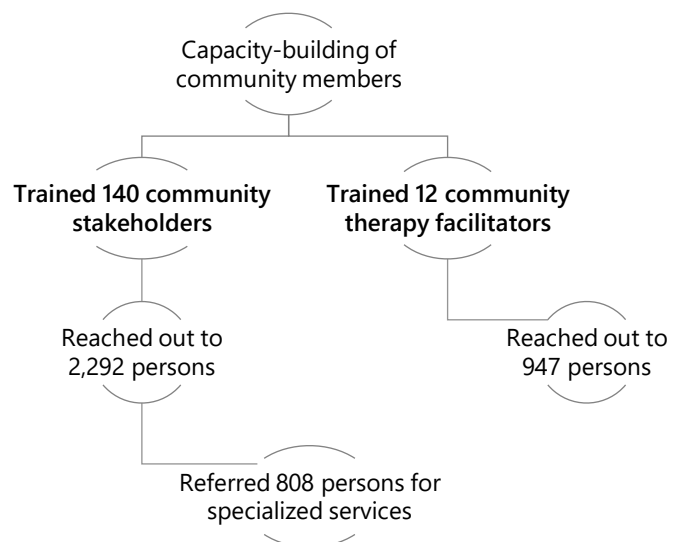 Capacity-building of
community members
Trained 140 community
stakeholders
Trained 12 community
therapy facilitators
Reached out to
2,292 persons
Reached out to
947 persons
Referred 808 persons for
specialized services